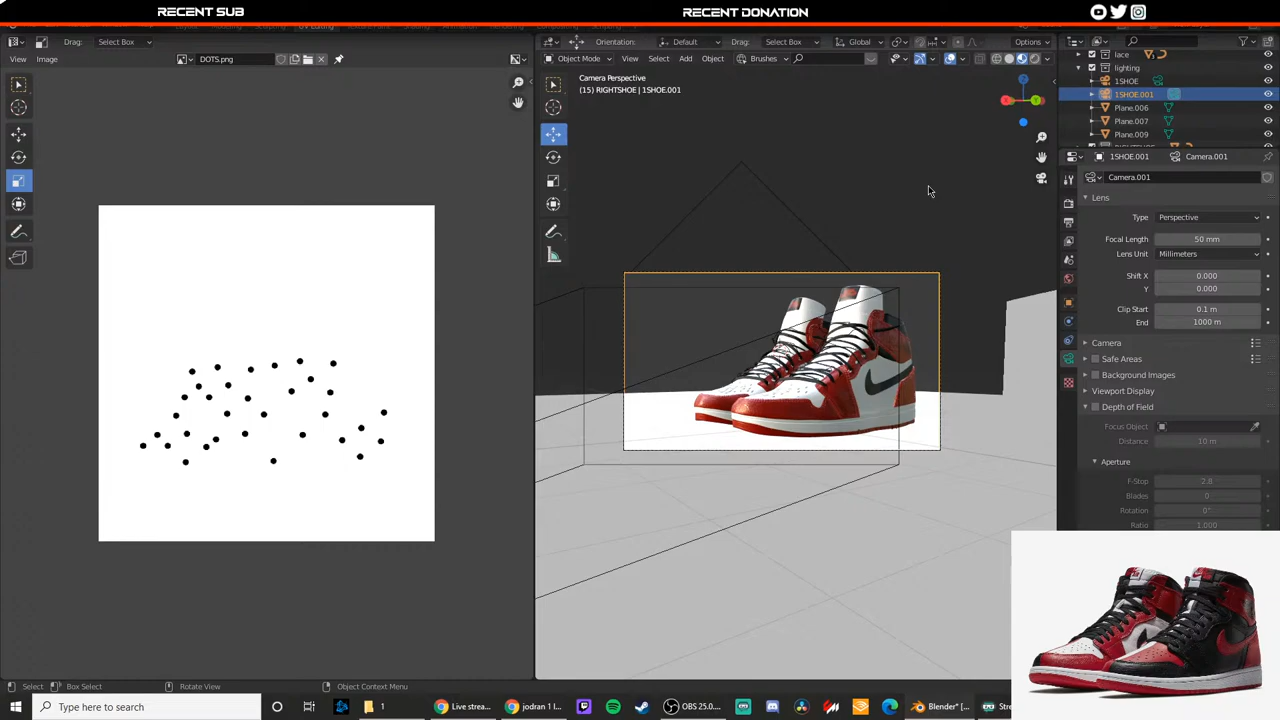 RECENT SUB
RECENT DONATION
Drag:
Select Box
Orientation:
Default
Drag:
Select Box
Global
Options
lace
View
Image
DOTS.png
Object Mode
View
Select
Add
Object
Brushes
lighting
Camera Perspective
(15) RIGHTSHOE | 1SHOE.001
1SHOE
1SHOE.001
Plane.006
Plane.007
Plane.009
1SHOE.001
Camera.001
Camera.001
Lens
Type
Perspective
Focal Length
50 mm
Lens Unit
Millimeters
Shift X
0.000
Y
0.000
Clip Start
0.1 m
End
1000 m
Camera
Safe Areas
Background Images
Viewport Display
Depth of Field
Focus Object
Distance
10 m
Aperture
F-Stop
2.8
Blades
0
Rotation
0°
Ratio
1.000
Select
Box Select
Rotate View
Object Context Menu
Type here to search
1
Live strea...
jodran 1 l...
OBS 25.0....
Blender* [...
Stre